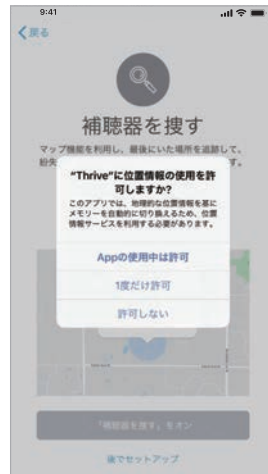 9:41
戻る
補聴器を捜す
マップ機能を利用し、最後にいた場所を追跡して、
紛失
す。
"Thrive"に位置情報の使用を許
可しますか?
このアプリでは、地理的な位置情報を基に
メモリーを自動的に切り換えるため、位置
情報サービスを利用する必要があります。
Appの使用中は許可
1度だけ許可
許可しない
「補聴器を捜す」をオン
後でセットアップ